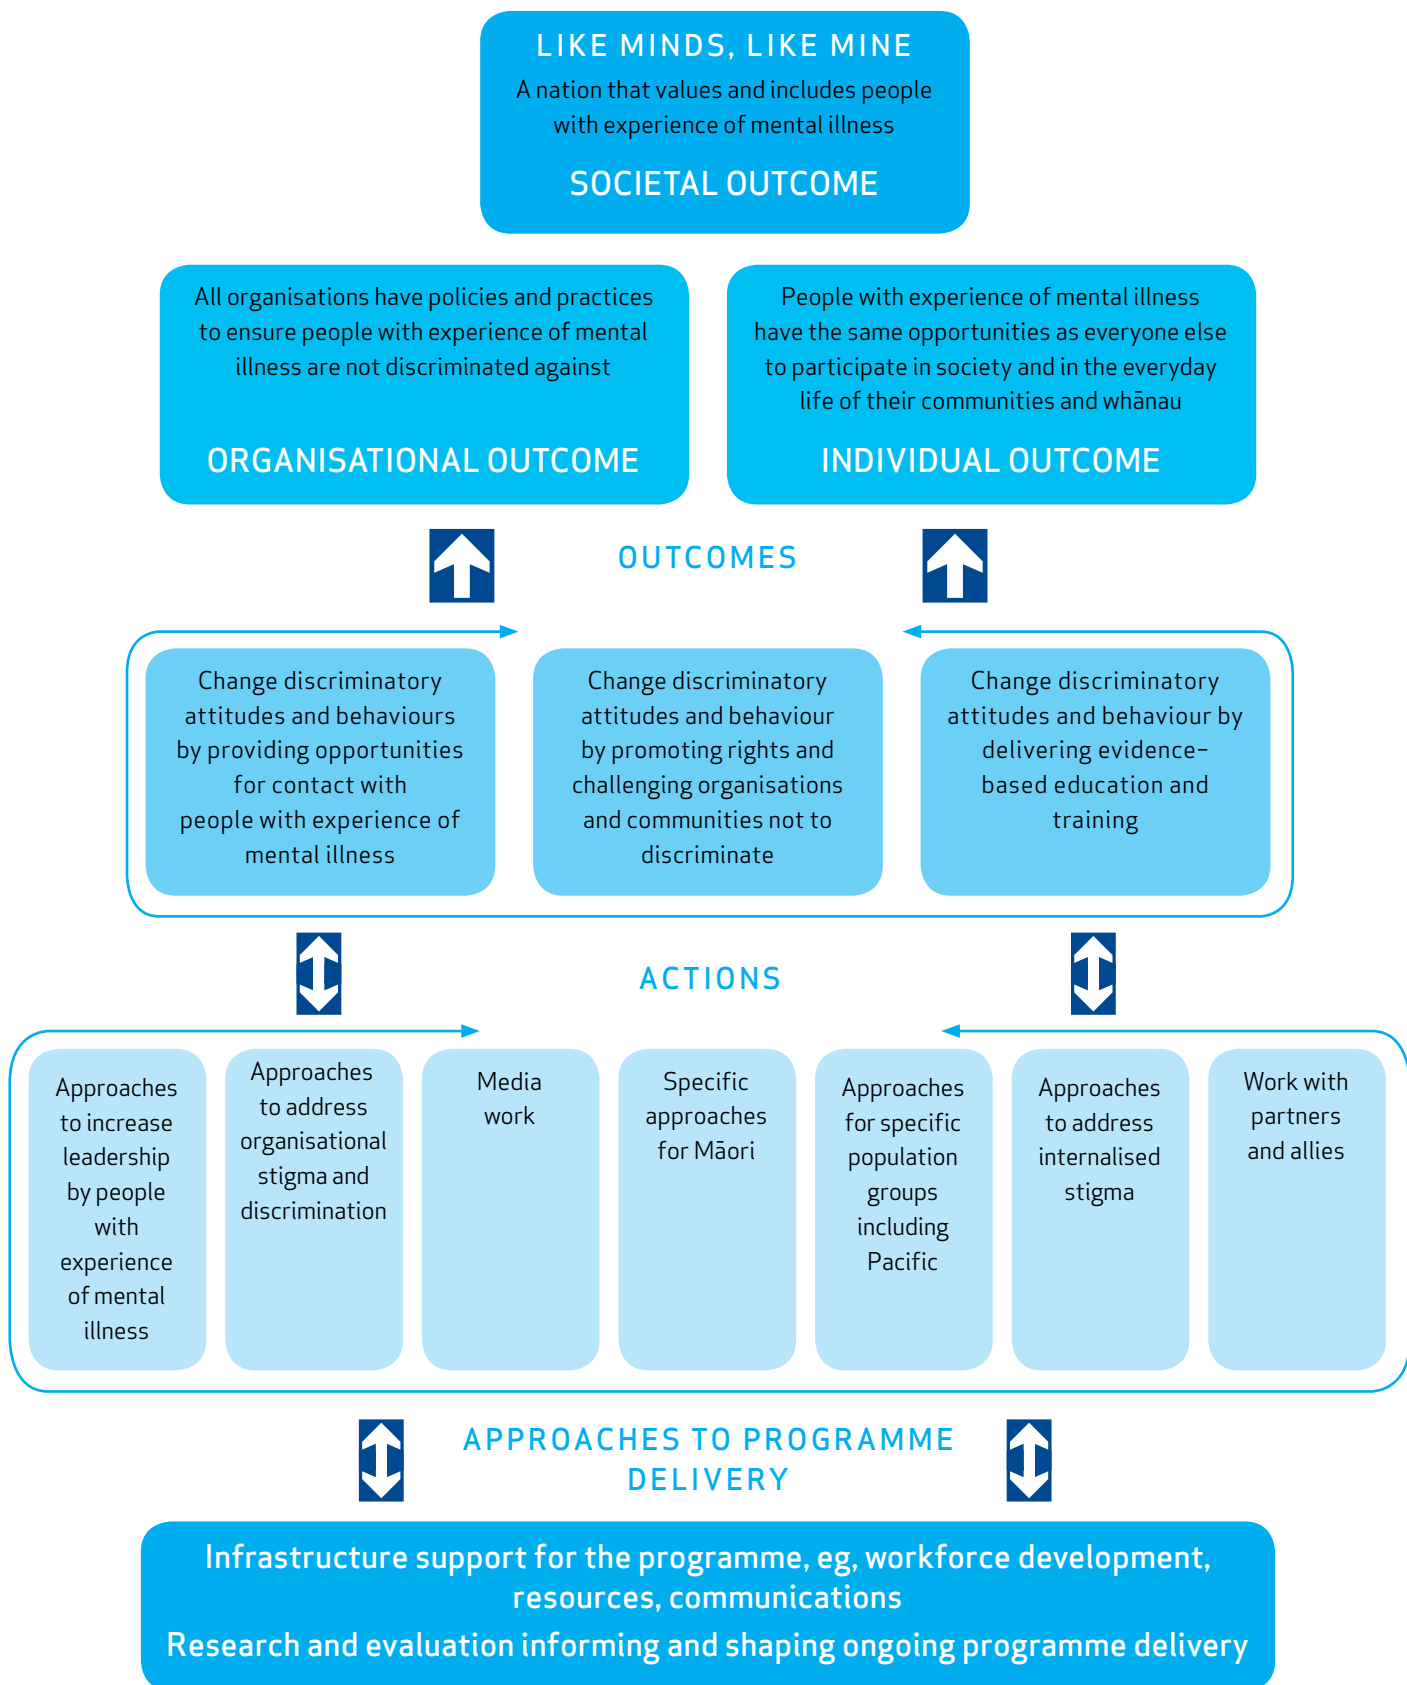 LIKE MINDS, LIKE MINE
A nation that values and includes people
with experience of mental illness
SOCIETAL OUTCOME
All organisations have policies and practices
to ensure people with experience of mental
illness are not discriminated against
ORGANISATIONAL OUTCOME
People with experience of mental illness
have the same opportunities as everyone else
to participate in society and in the everyday
life of their communities and whānau
INDIVIDUAL OUTCOME
OUTCOMES
Change discriminatory
attitudes and behaviours
by providing opportunities
for contact with
people with experience of
mental illness
Change discriminatory
attitudes and behaviour
by promoting rights and
challenging organisations
and communities not to
discriminate
Change discriminatory
attitudes and behaviour by
delivering evidence-
based education and
training
ACTIONS
Approaches
to increase
leadership
by people
with
experience
of mental
illness
Approaches
to address
organisational
stigma and
discrimination
Media
work
Specific
approaches
for Māori
Approaches
for specific
population
groups
including
Pacific
Approaches
to address
internalised
stigma
Work with
partners
and allies
APPROACHES TO PROGRAMME
DELIVERY
Infrastructure support for the programme, eg, workforce development,
resources, communications
Research and evaluation informing and shaping ongoing programme delivery